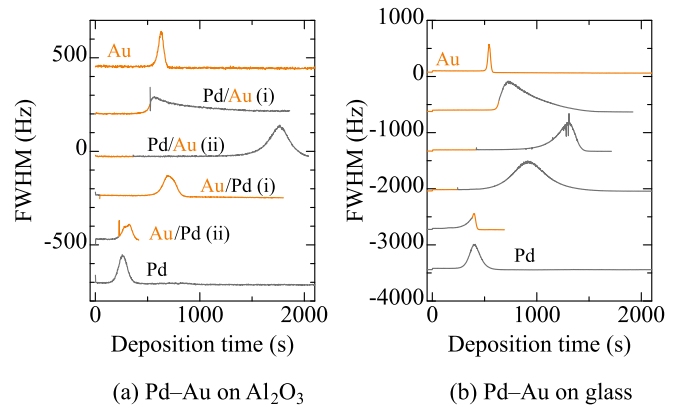 500
0
-500
FWHM (Hz)
Au
Pd/Au (i)
Pd/Au (ii)
Au/Pd (i)
Au/Pd (ii)
Pd
0 500 1000 2000
Deposition time (s)
(a) Pd–Au on Al₂O₃
1000
0
-1000
-2000
-3000
-4000
FWHM (Hz)
Au
Pd
0 500 1000 2000
Deposition time (s)
(b) Pd–Au on glass